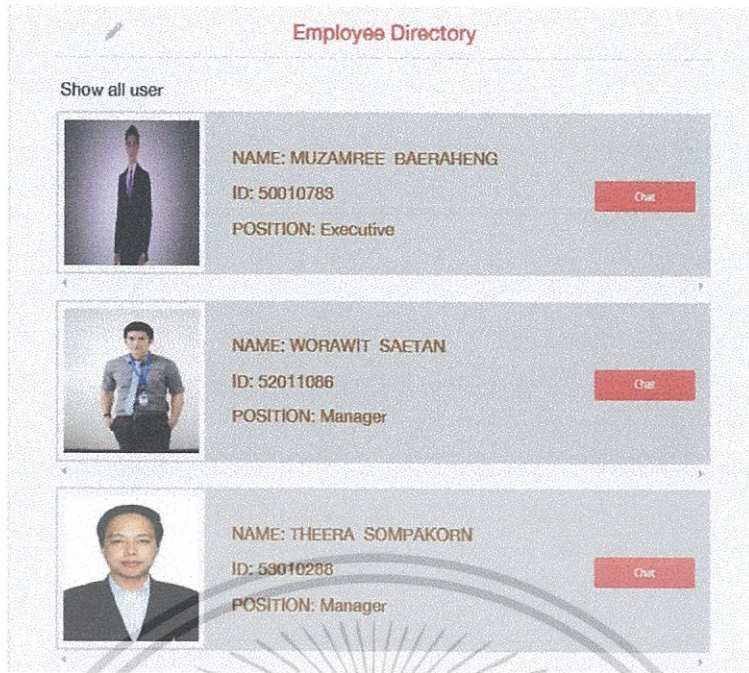 Employee Directory
Show all user
NAME: MUZAMREE BAERAHENG
ID: 50010783
Chat
POSITION: Executive
NAME: WORAWIT SAETAN
ID: 52011086
Chat
POSITION: Manager
NAME: THEERA SOMPAKORN
ID: 53010288
Chat
POSITION: Manager